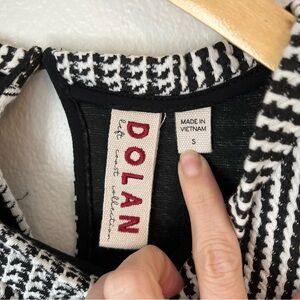 DOLAN
left coast collection
MADE IN
VIETNAM
S